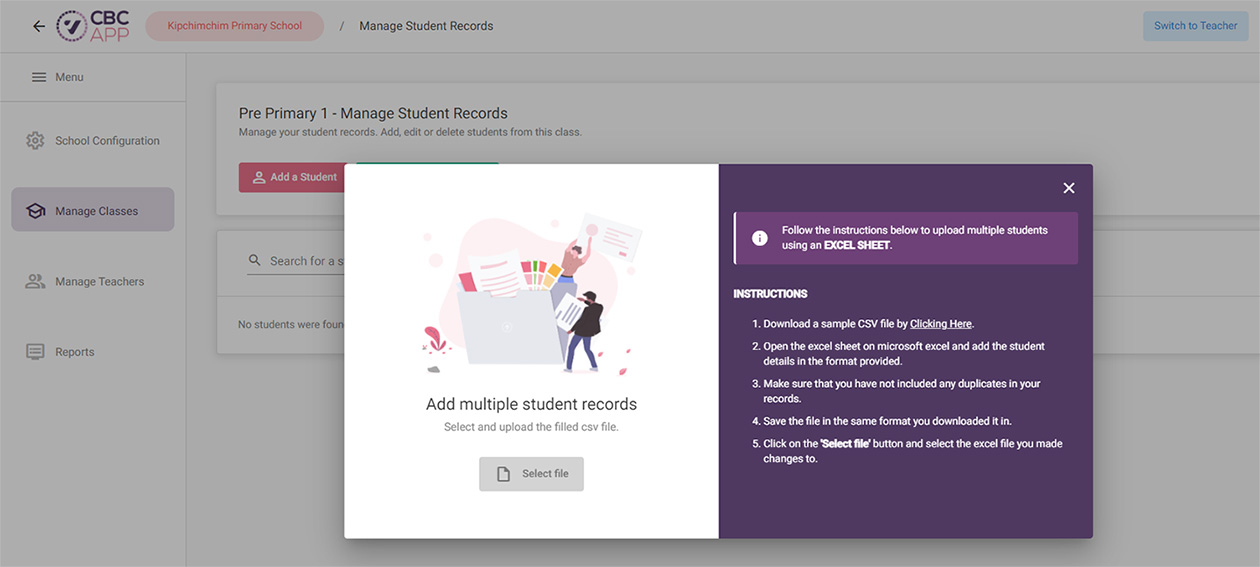 CBC
APP
Kipchimchim Primary School / Manage Student Records
Switch to Teacher
Menu
School Configuration
Manage Classes
Manage Teachers
Reports
Pre Primary 1 - Manage Student Records
Manage your student records. Add, edit or delete students from this class.
Add a Student
Search for a
No students were
Add multiple student records
Select and upload the filled csv file.
Select file
Follow the instructions below to upload multiple students
using an EXCEL SHEET.
INSTRUCTIONS
1. Download a sample CSV file by Clicking Here.
2. Open the excel sheet on microsoft excel and add the student
details in the format provided.
3. Make sure that you have not included any duplicates in your
records.
4. Save the file in the same format you downloaded it in.
5. Click on the 'Select file' button and select the excel file you made
changes to.